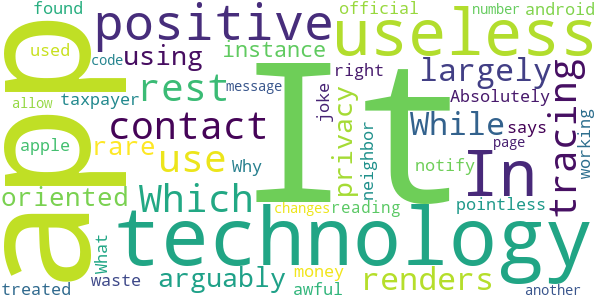 found
used
code
allow
apple
taxpayer
app
positive
using
instance
official
number
android
useless
rest
message
right
largely
Absolutely
joke
privacy
contact
rare
use
Why
It
While
says
tracing
working
neighbor
page
In
notify
oriented
Which
changes
reading
pointless
technology
What
treated
waste
arguably
money
awful
renders
another